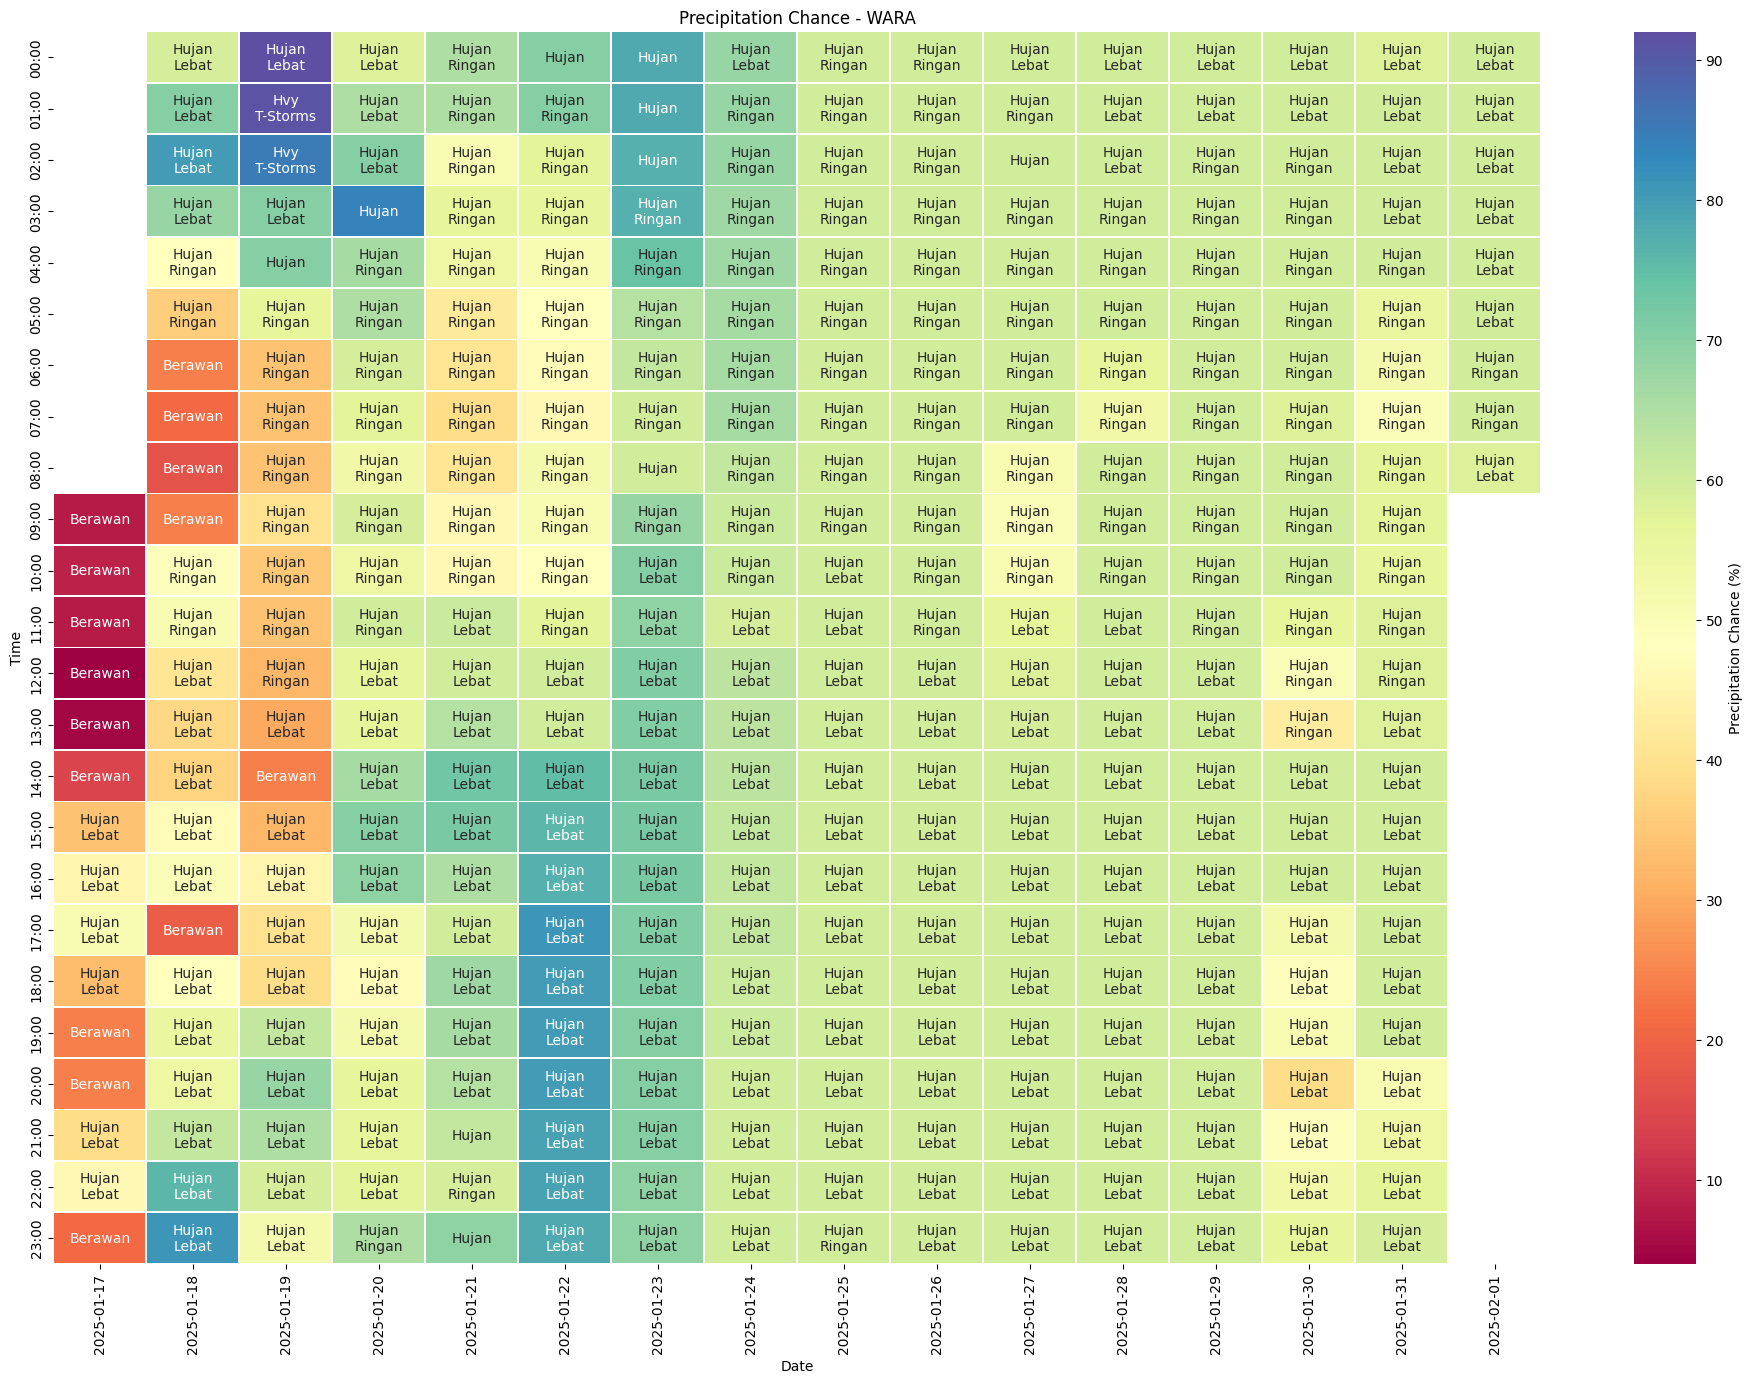 Precipitation Chance - WARA
00:00 Hujan Lebat Hujan Lebat Hujan Lebat Hujan Ringan Hujan Hujan Hujan Lebat Hujan Ringan Hujan Ringan Hujan Lebat Hujan Lebat Hujan Lebat Hujan Lebat Hujan Lebat Hujan Lebat
01:00 Hujan Lebat Hvy T-Storms Hujan Lebat Hujan Ringan Hujan Ringan Hujan Hujan Ringan Hujan Ringan Hujan Ringan Hujan Ringan Hujan Lebat Hujan Lebat Hujan Lebat Hujan Lebat Hujan Lebat
02:00 Hujan Lebat Hvy T-Storms Hujan Lebat Hujan Ringan Hujan Ringan Hujan Hujan Ringan Hujan Ringan Hujan Ringan Hujan Hujan Lebat Hujan Ringan Hujan Ringan Hujan Lebat Hujan Lebat
03:00 Hujan Lebat Hujan Lebat Hujan Hujan Ringan Hujan Ringan Hujan Ringan Hujan Ringan Hujan Ringan Hujan Ringan Hujan Ringan Hujan Ringan Hujan Ringan Hujan Ringan Hujan Lebat Hujan Lebat
04:00 Hujan Ringan Hujan Hujan Ringan Hujan Ringan Hujan Ringan Hujan Ringan Hujan Ringan Hujan Ringan Hujan Ringan Hujan Ringan Hujan Ringan Hujan Ringan Hujan Ringan Hujan Ringan Hujan Lebat
05:00 Hujan Ringan Hujan Ringan Hujan Ringan Hujan Ringan Hujan Ringan Hujan Ringan Hujan Ringan Hujan Ringan Hujan Ringan Hujan Ringan Hujan Ringan Hujan Ringan Hujan Ringan Hujan Ringan Hujan Lebat
06:00 Berawan Hujan Ringan Hujan Ringan Hujan Ringan Hujan Ringan Hujan Ringan Hujan Ringan Hujan Ringan Hujan Ringan Hujan Ringan Hujan Ringan Hujan Ringan Hujan Ringan Hujan Ringan Hujan Ringan
07:00 Berawan Hujan Ringan Hujan Ringan Hujan Ringan Hujan Ringan Hujan Ringan Hujan Ringan Hujan Ringan Hujan Ringan Hujan Ringan Hujan Ringan Hujan Ringan Hujan Ringan Hujan Ringan Hujan Ringan
08:00 Berawan Hujan Ringan Hujan Ringan Hujan Ringan Hujan Ringan Hujan Hujan Ringan Hujan Ringan Hujan Ringan Hujan Ringan Hujan Ringan Hujan Ringan Hujan Ringan Hujan Ringan Hujan Lebat
09:00 Berawan Berawan Hujan Ringan Hujan Ringan Hujan Ringan Hujan Ringan Hujan Ringan Hujan Ringan Hujan Ringan Hujan Ringan Hujan Ringan Hujan Ringan Hujan Ringan Hujan Ringan Hujan Ringan
10:00 Berawan Hujan Ringan Hujan Ringan Hujan Ringan Hujan Ringan Hujan Ringan Hujan Lebat Hujan Ringan Hujan Lebat Hujan Ringan Hujan Ringan Hujan Ringan Hujan Ringan Hujan Ringan Hujan Ringan
11:00 Berawan Hujan Ringan Hujan Ringan Hujan Ringan Hujan Lebat Hujan Ringan Hujan Lebat Hujan Lebat Hujan Lebat Hujan Ringan Hujan Lebat Hujan Lebat Hujan Ringan Hujan Ringan Hujan Ringan
12:00 Berawan Hujan Lebat Hujan Ringan Hujan Lebat Hujan Lebat Hujan Lebat Hujan Lebat Hujan Lebat Hujan Lebat Hujan Lebat Hujan Lebat Hujan Lebat Hujan Lebat Hujan Ringan Hujan Ringan
13:00 Berawan Hujan Lebat Hujan Lebat Hujan Lebat Hujan Lebat Hujan Lebat Hujan Lebat Hujan Lebat Hujan Lebat Hujan Lebat Hujan Lebat Hujan Lebat Hujan Lebat Hujan Ringan Hujan Lebat
14:00 Berawan Hujan Lebat Berawan Hujan Lebat Hujan Lebat Hujan Lebat Hujan Lebat Hujan Lebat Hujan Lebat Hujan Lebat Hujan Lebat Hujan Lebat Hujan Lebat Hujan Lebat Hujan Lebat
15:00 Hujan Lebat Hujan Lebat Hujan Lebat Hujan Lebat Hujan Lebat Hujan Lebat Hujan Lebat Hujan Lebat Hujan Lebat Hujan Lebat Hujan Lebat Hujan Lebat Hujan Lebat Hujan Lebat Hujan Lebat
16:00 Hujan Lebat Hujan Lebat Hujan Lebat Hujan Lebat Hujan Lebat Hujan Lebat Hujan Lebat Hujan Lebat Hujan Lebat Hujan Lebat Hujan Lebat Hujan Lebat Hujan Lebat Hujan Lebat Hujan Lebat
17:00 Hujan Lebat Berawan Hujan Lebat Hujan Lebat Hujan Lebat Hujan Lebat Hujan Lebat Hujan Lebat Hujan Lebat Hujan Lebat Hujan Lebat Hujan Lebat Hujan Lebat Hujan Lebat Hujan Lebat
18:00 Hujan Lebat Hujan Lebat Hujan Lebat Hujan Lebat Hujan Lebat Hujan Lebat Hujan Lebat Hujan Lebat Hujan Lebat Hujan Lebat Hujan Lebat Hujan Lebat Hujan Lebat Hujan Lebat Hujan Lebat
19:00 Berawan Hujan Lebat Hujan Lebat Hujan Lebat Hujan Lebat Hujan Lebat Hujan Lebat Hujan Lebat Hujan Lebat Hujan Lebat Hujan Lebat Hujan Lebat Hujan Lebat Hujan Lebat Hujan Lebat
20:00 Berawan Hujan Lebat Hujan Lebat Hujan Lebat Hujan Lebat Hujan Lebat Hujan Lebat Hujan Lebat Hujan Lebat Hujan Lebat Hujan Lebat Hujan Lebat Hujan Lebat Hujan Lebat Hujan Lebat
21:00 Hujan Lebat Hujan Lebat Hujan Lebat Hujan Lebat Hujan Hujan Lebat Hujan Lebat Hujan Lebat Hujan Lebat Hujan Lebat Hujan Lebat Hujan Lebat Hujan Lebat Hujan Lebat Hujan Lebat
22:00 Hujan Lebat Hujan Lebat Hujan Lebat Hujan Lebat Hujan Ringan Hujan Lebat Hujan Lebat Hujan Lebat Hujan Lebat Hujan Lebat Hujan Lebat Hujan Lebat Hujan Lebat Hujan Lebat Hujan Lebat
23:00 Berawan Hujan Lebat Hujan Lebat Hujan Ringan Hujan Hujan Lebat Hujan Lebat Hujan Lebat Hujan Ringan Hujan Lebat Hujan Lebat Hujan Lebat Hujan Lebat Hujan Lebat Hujan Lebat
Time
2025-01-17 2025-01-18 2025-01-19 2025-01-20 2025-01-21 2025-01-22 2025-01-23 2025-01-24 2025-01-25 2025-01-26 2025-01-27 2025-01-28 2025-01-29 2025-01-30 2025-01-31 2025-02-01
Date
90
80
70
60
50
40
30
20
10
Precipitation Chance (%)